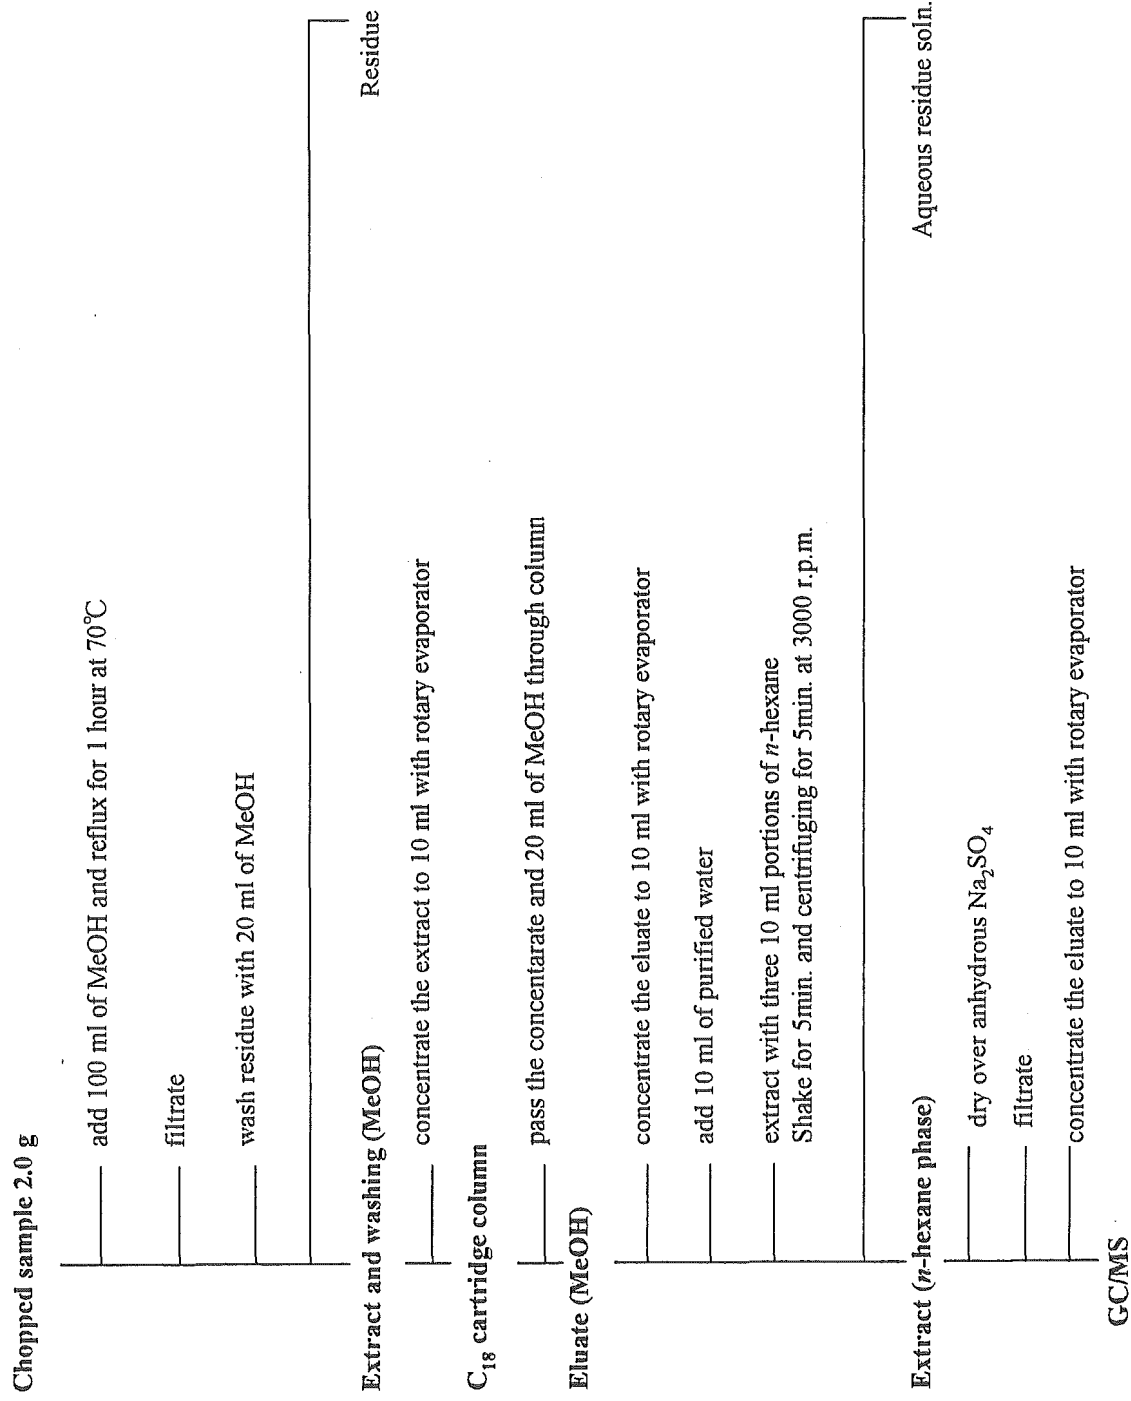 Choppcd sample 2.0 g
add 100 ml of MeOH and reflux for 1 hour at 70℃
filtrate
wash residue with 20 ml of MeOH
Residue
Extract and washing (MeOH)
concentrate the extract to 10 ml with rotary evaporator
C₁₈ cartridge column
pass the concentarate and 20 ml of MeOH through column
Eluate (MeOH)
concentrate the eluate to 10 ml with rotary evaporator
add 10 ml of purified water
extract with three 10 ml portions of n-hexane
Shake for 5min. and centrifuging for 5min. at 3000 r.p.m.
Aqueous residue soln.
Extract (n-hexane phase)
dry over anhydrous Na₂SO₄
filtrate
concentrate the eluate to 10 ml with rotary evaporator
GC/MS